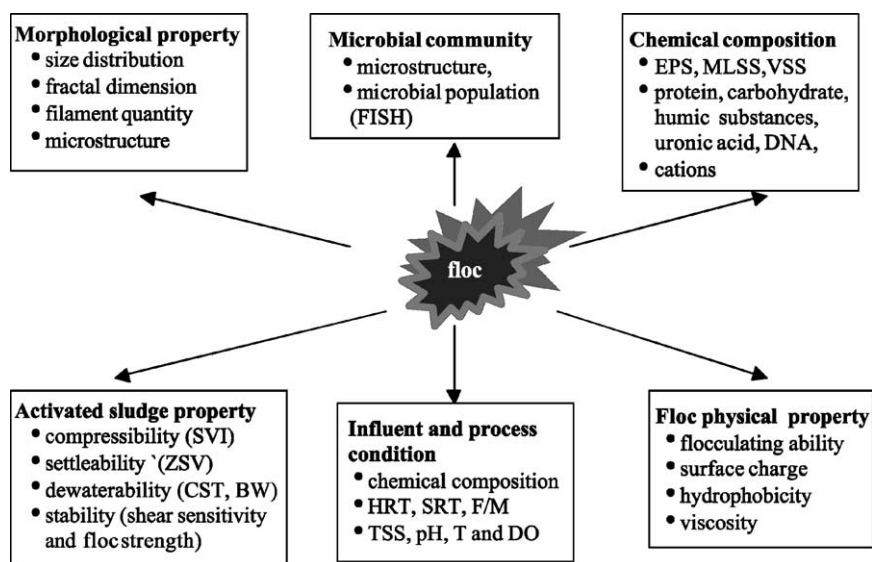 Morphological property
• size distribution
• fractal dimension
• filament quantity
• microstructure
Microbial community
• microstructure,
• microbial population
(FISH)
Chemical composition
• EPS, MLSS,VSS
• protein, carbohydrate,
humic substances,
uronic acid, DNA,
• cations
floc
Activated sludge property
• compressibility (SVI)
• settleability `(ZSV)
• dewaterability (CST, BW)
• stability (shear sensitivity
and floc strength)
Influent and process
condition
• chemical composition
• HRT, SRT, F/M
• TSS, pH, T and DO
Floc physical property
• flocculating ability
• surface charge
• hydrophobicity
• viscosity